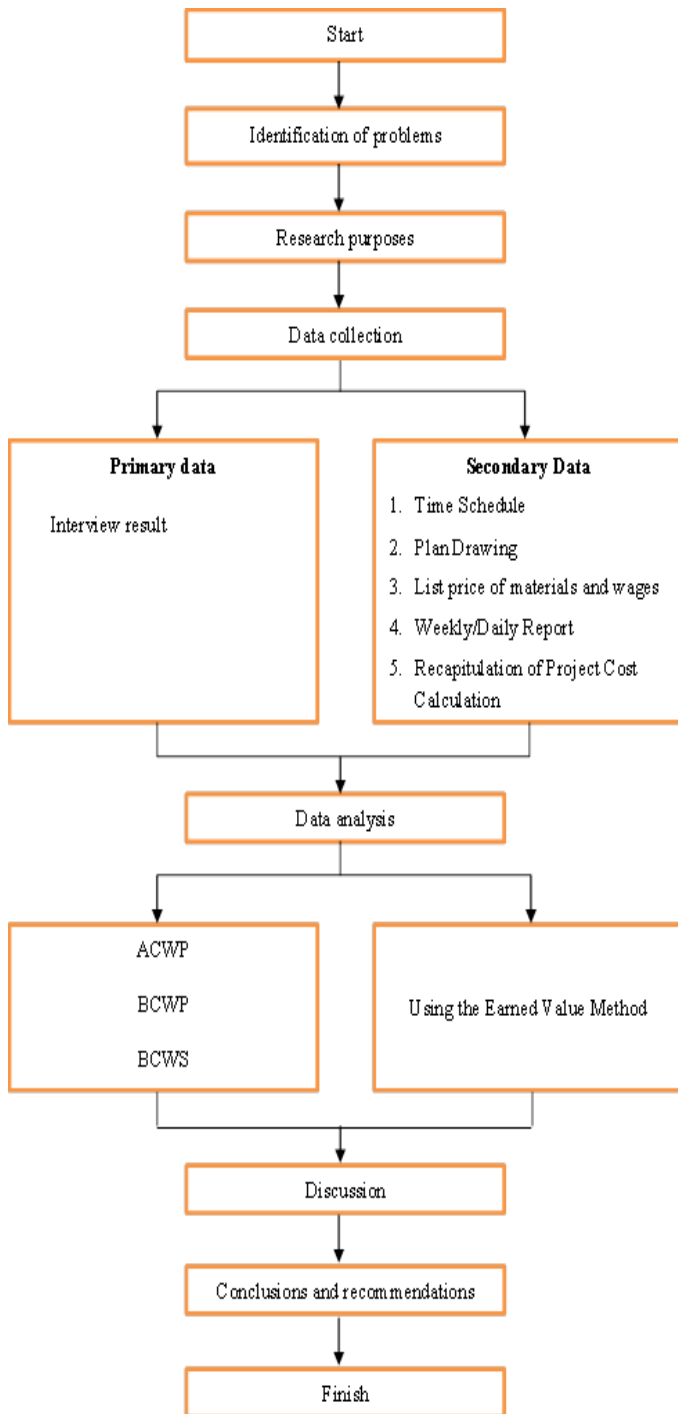 Start
Identification of problems
Research purposes
Data collection
Primary data
Interview result
Secondary Data
1. Time Schedule
2. Plan Drawing
3. List price of materials and wages
4. Weekly/Daily Report
5. Recapitulation of Project Cost
Calculation
Data analysis
ACWP
BCWP
BCWS
Using the Earned Value Method
Discussion
Conclusions and recommendations
Finish